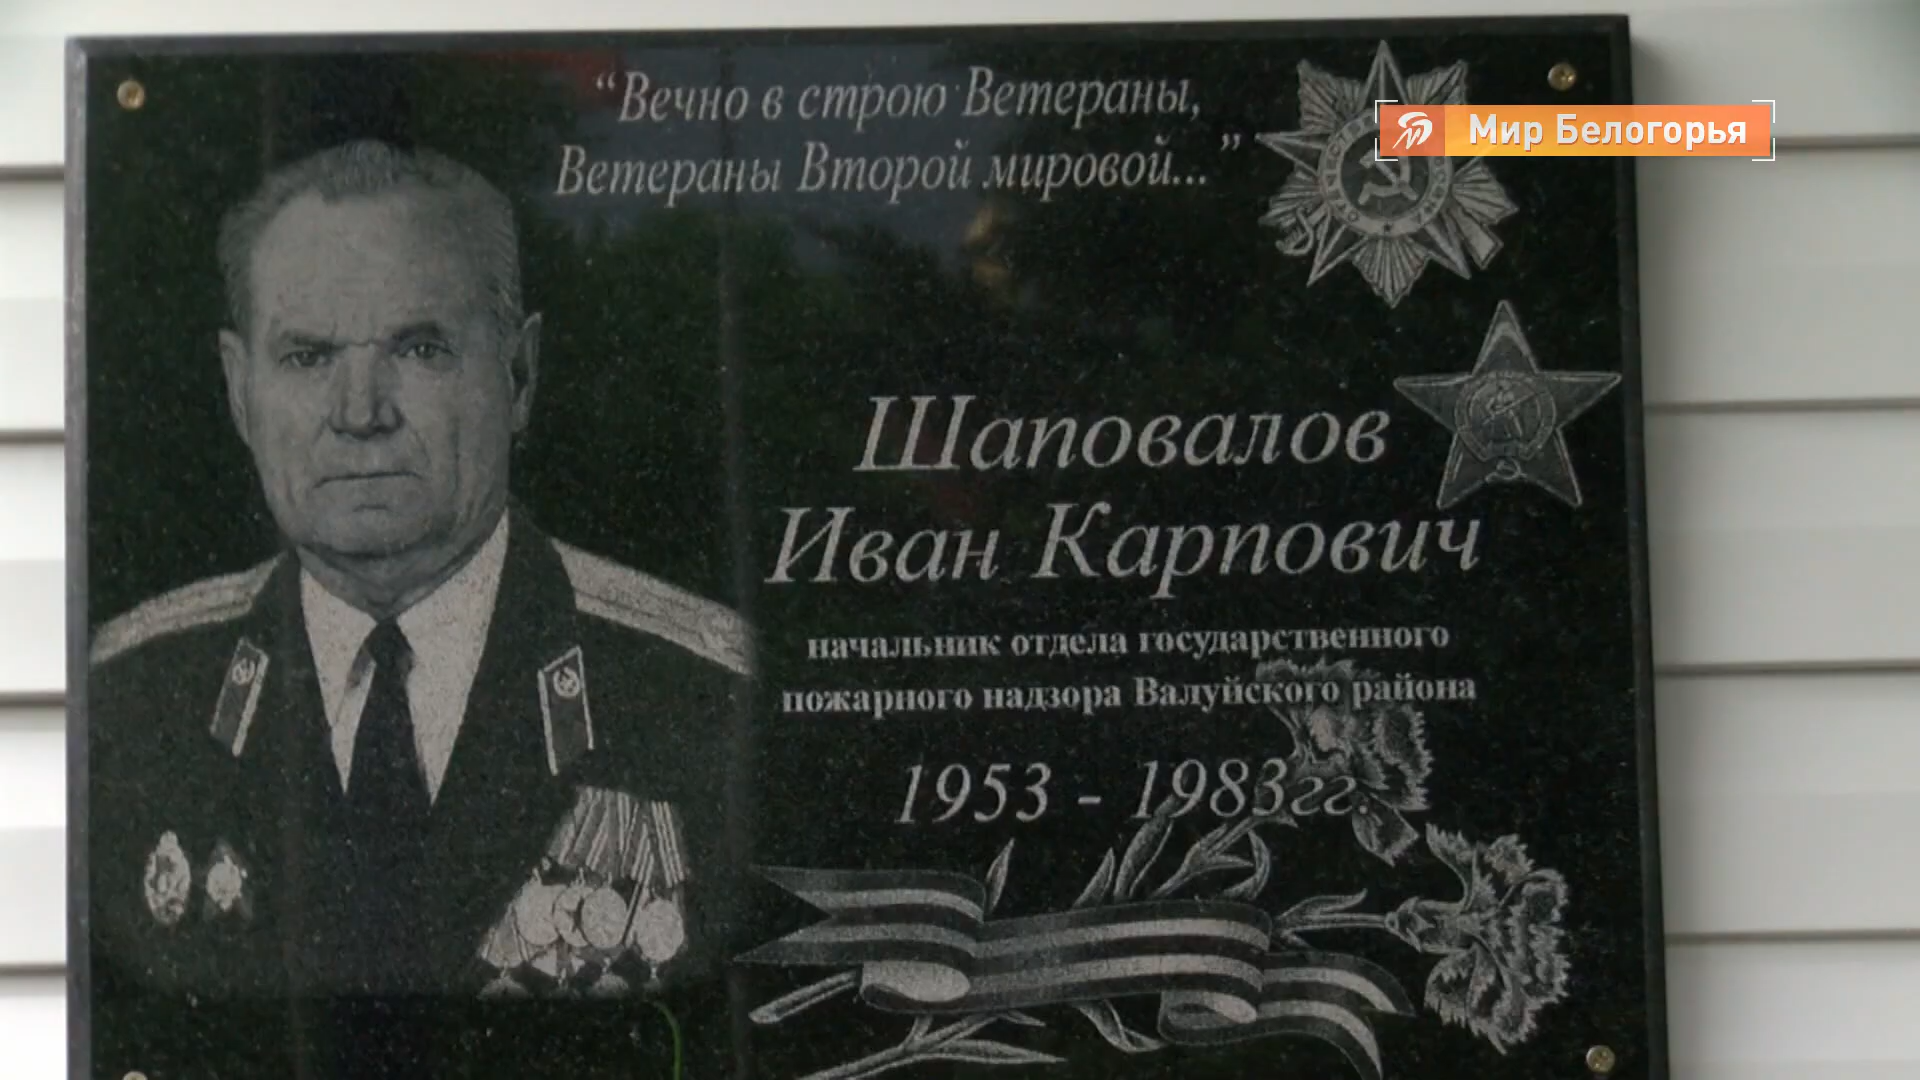 “Вечно в строю Ветераны,
Ветераны Второй мировой...”
Мир Белогорья
Шаповалов
Иван Карпович
начальник отдела государственного
пожарного надзора Валуйского района
1953 - 1983гг.